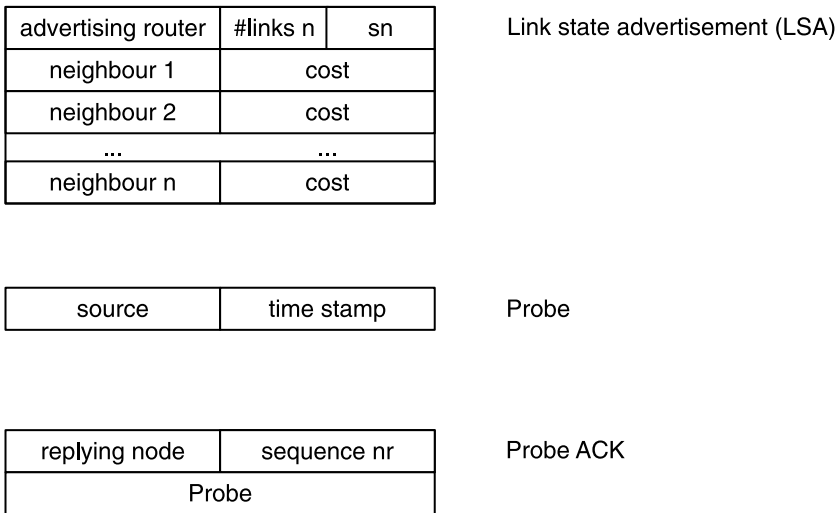 advertising router #links n sn Link state advertisement (LSA)
neighbour 1 cost
neighbour 2 cost
... ...
neighbour n cost
source time stamp Probe
replying node sequence nr Probe ACK
Probe